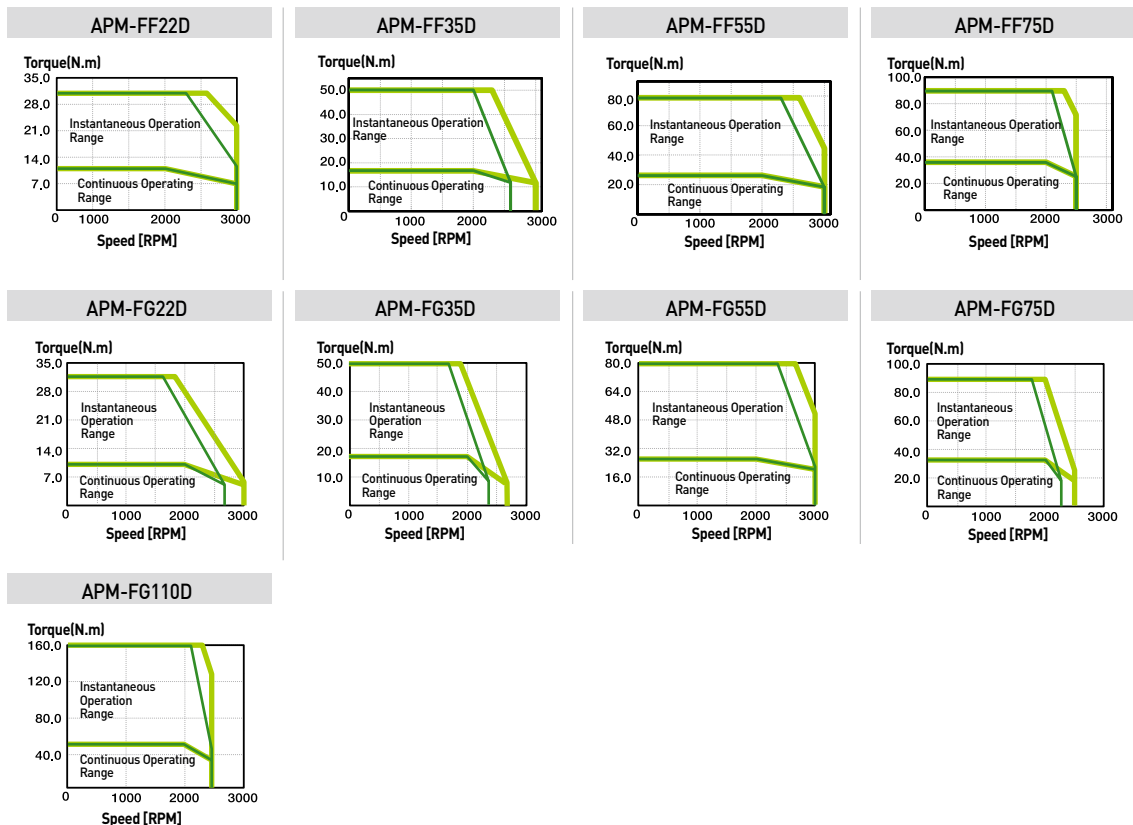 APM-FF22D
Torque(N.m)
35.0
28.0
21.0
14.0
7.0
Instantaneous Operation
Range
Continuous Operating
Range
0 1000 2000 3000
Speed [RPM]
APM-FF35D
Torque(N.m)
50.0
40.0
30.0
20.0
10.0
Instantaneous Operation
Range
Continuous Operating
Range
0 1000 2000 3000
Speed [RPM]
APM-FF55D
Torque(N.m)
80.0
60.0
40.0
20.0
Instantaneous Operation
Range
Continuous Operating
Range
0 1000 2000 3000
Speed [RPM]
APM-FF75D
Torque(N.m)
100.0
80.0
60.0
40.0
20.0
Instantaneous Operation
Range
Continuous Operating
Range
0 1000 2000 3000
Speed [RPM]
APM-FG22D
Torque(N.m)
35.0
28.0
21.0
14.0
7.0
Instantaneous
Operation
Range
Continuous Operating
Range
0 1000 2000 3000
Speed [RPM]
APM-FG35D
Torque(N.m)
50.0
40.0
30.0
20.0
10.0
Instantaneous
Operation
Range
Continuous Operating
Range
0 1000 2000 3000
Speed [RPM]
APM-FG55D
Torque(N.m)
80.0
64.0
48.0
32.0
16.0
Instantaneous Operation
Range
Continuous Operating
Range
0 1000 2000 3000
Speed [RPM]
APM-FG75D
Torque(N.m)
100.0
80.0
60.0
40.0
20.0
Instantaneous
Operation
Range
Continuous Operating
Range
0 1000 2000 3000
Speed [RPM]
APM-FG110D
Torque(N.m)
160.0
120.0
80.0
40.0
Instantaneous
Operation
Range
Continuous Operating
Range
0 1000 2000 3000
Speed [RPM]